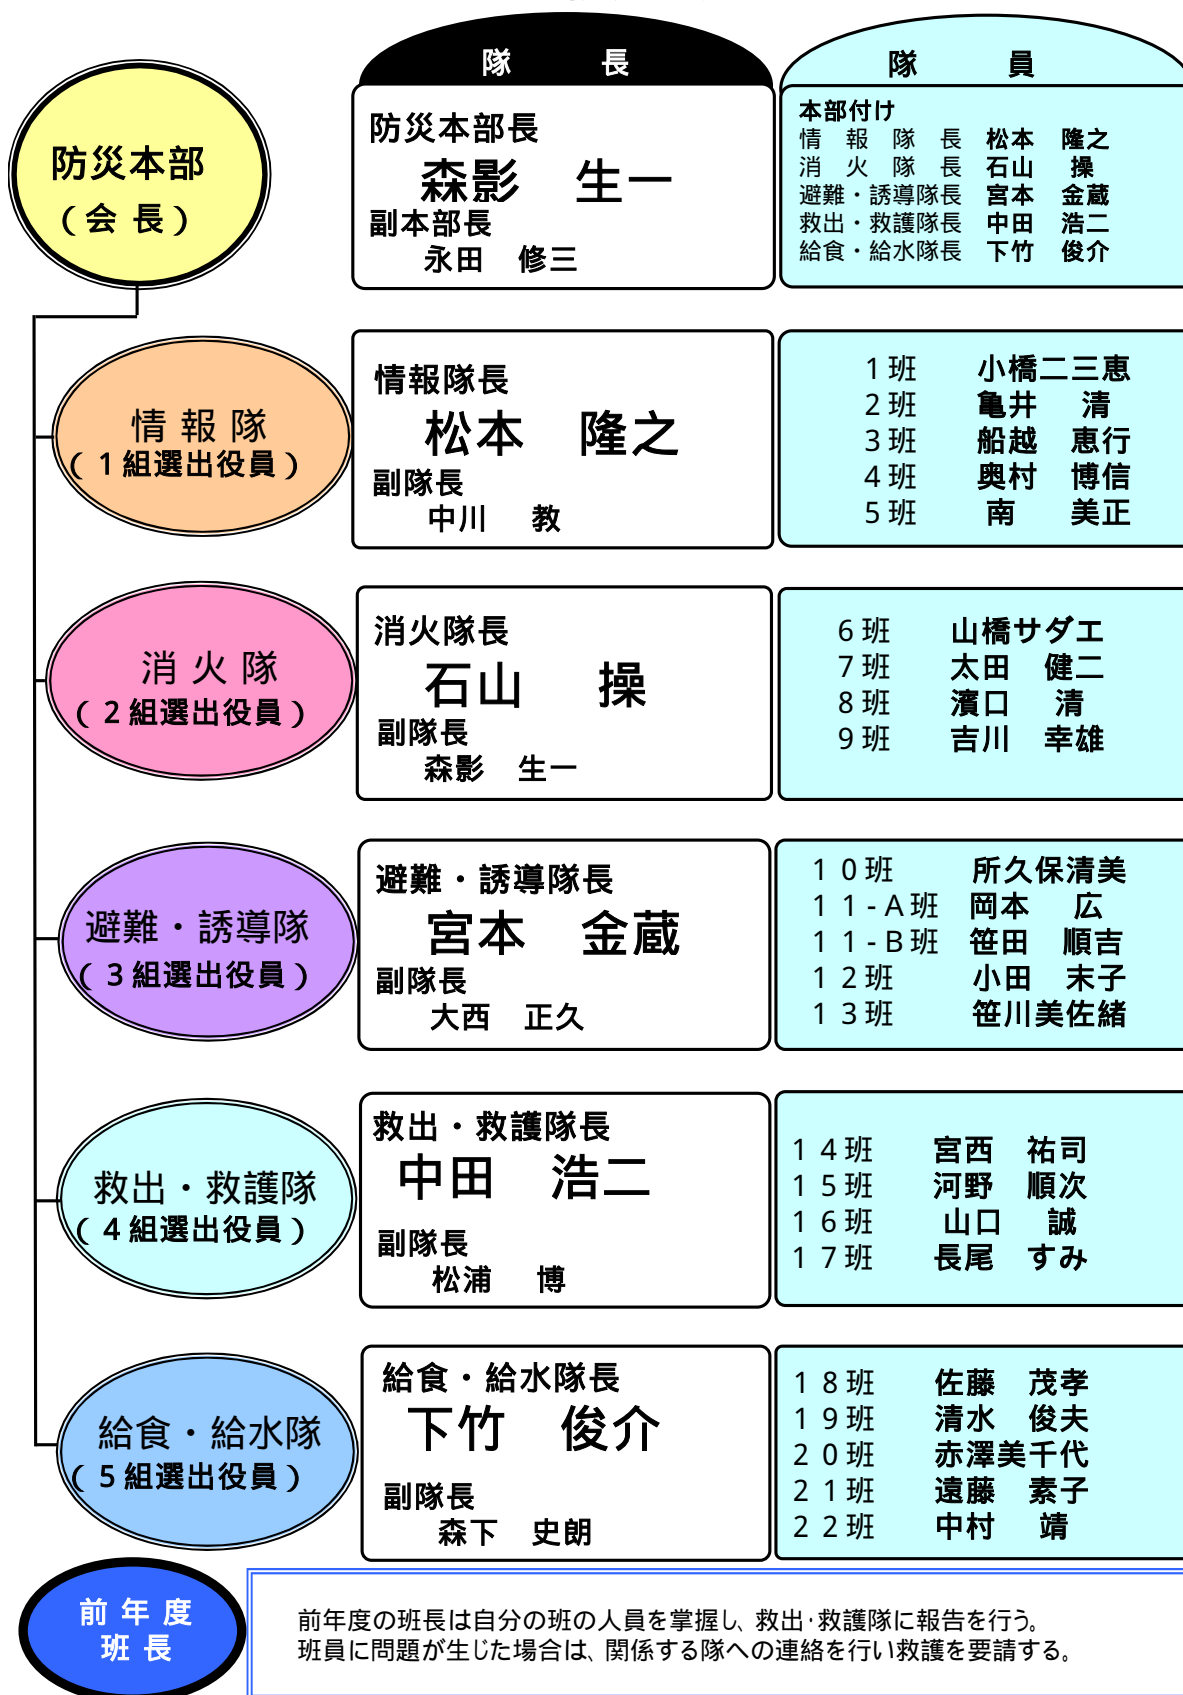 隊　長
隊　員
防災本部
（会 長）
防災本部長
森影　生一
副本部長
永田　修三
本部付け
情　報　隊　長　松本　隆之
消　火　隊　長　石山　操
避難・誘導隊長　宮本　金蔵
救出・救護隊長　中田　浩二
給食・給水隊長　下竹　俊介
情 報 隊
（１組選出役員）
情報隊長
松本　隆之
副隊長
中川　教
1班　小橋二三恵
2班　亀井　清
3班　船越　恵行
4班　奥村　博信
5班　南　美正
消 火 隊
（２組選出役員）
消火隊長
石山　操
副隊長
森影　生一
6班　山橋サダエ
7班　太田　健二
8班　濱口　清
9班　吉川　幸雄
避難・誘導隊
（３組選出役員）
避難・誘導隊長
宮本　金蔵
副隊長
大西　正久
１０班　所久保清美
１１-A班　岡本　広
１１-B班　笹田　順吉
１２班　小田　末子
１３班　笹川美佐緒
救出・救護隊
（４組選出役員）
救出・救護隊長
中田　浩二
副隊長
松浦　博
１４班　宮西　祐司
１５班　河野　順次
１６班　山口　誠
１７班　長尾　すみ
給食・給水隊
（５組選出役員）
給食・給水隊長
下竹　俊介
副隊長
森下　史朗
１８班　佐藤　茂孝
１９班　清水　俊夫
２０班　赤澤美千代
２１班　遠藤　素子
２２班　中村　靖
前 年 度
班 長
前年度の班長は自分の班の人員を掌握し、救出・救護隊に報告を行う。
班員に問題が生じた場合は、関係する隊への連絡を行い救護を要請する。